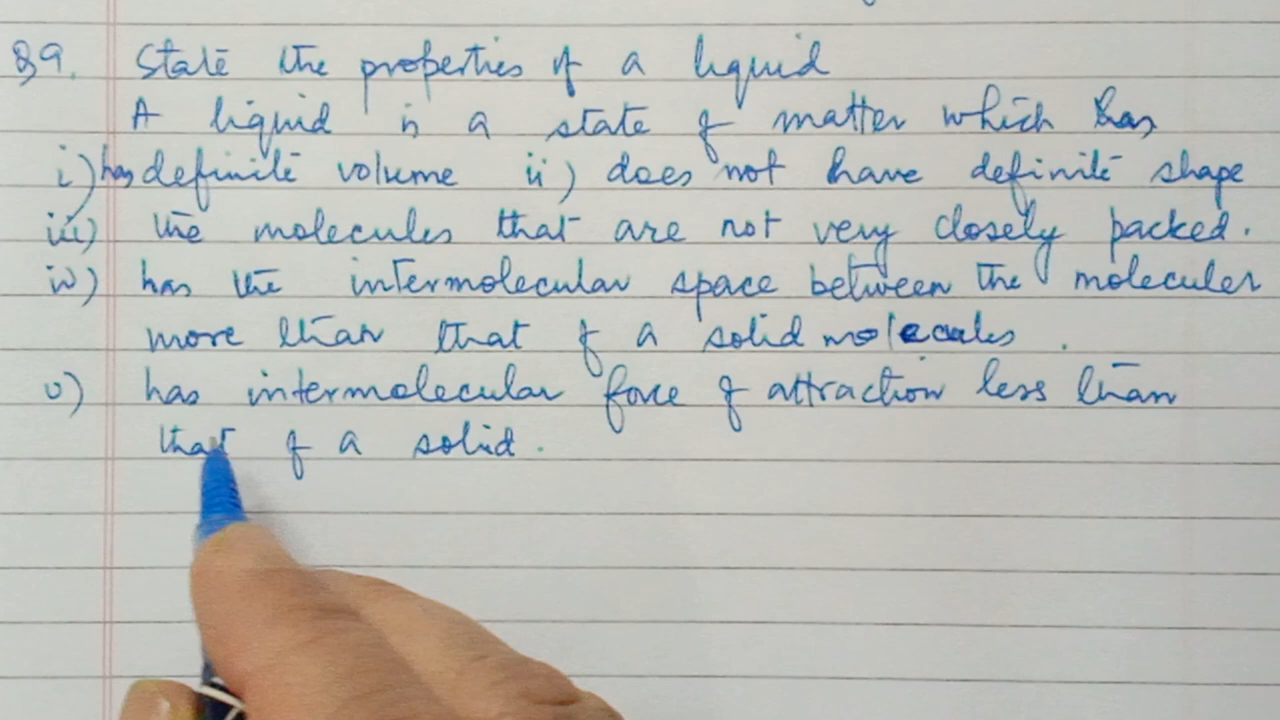 Q9. State the properties of a liquid
A liquid is a state of matter which has
i) has definite volume ii) does not have definite shape
iii) the molecules that are not very closely packed.
iv) has the intermolecular space between the molecules
more than that of a solid molecules .
v) has intermolecular force of attraction less than
that of a solid.